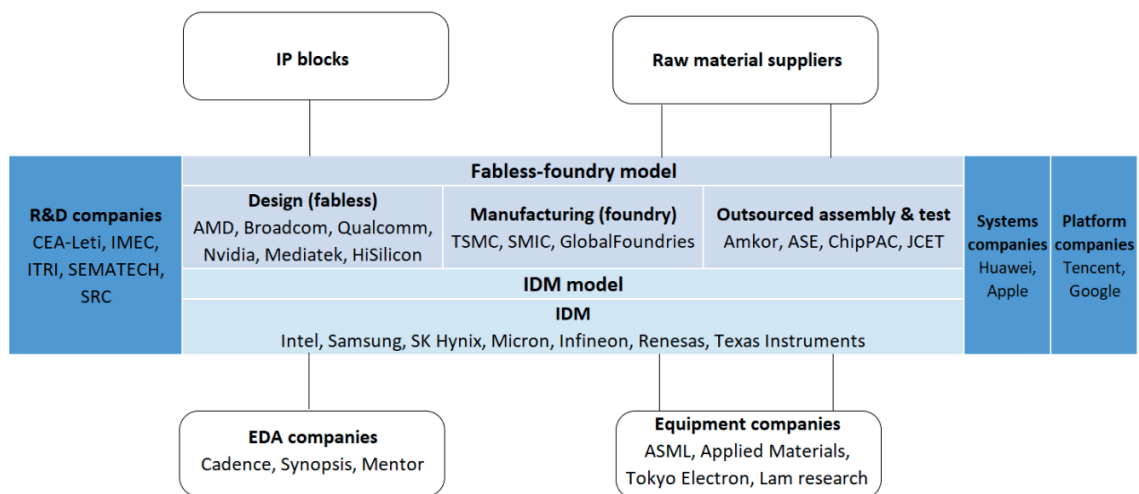 IP blocks
Raw material suppliers
Fabless-foundry model
R&D companies
CEA-Leti, IMEC,
ITRI, SEMATECH,
SRC
Design (fabless)
AMD, Broadcom, Qualcomm,
Nvidia, Mediatek, HiSilicon
Manufacturing (foundry)
TSMC, SMIC, GlobalFoundries
Outsourced assembly & test
Amkor, ASE, ChipPAC, JCET
Systems
companies
Huawei,
Apple
Platform
companies
Tencent,
Google
IDM model
IDM
Intel, Samsung, SK Hynix, Micron, Infineon, Renesas, Texas Instruments
EDA companies
Cadence, Synopsis, Mentor
Equipment companies
ASML, Applied Materials,
Tokyo Electron, Lam research